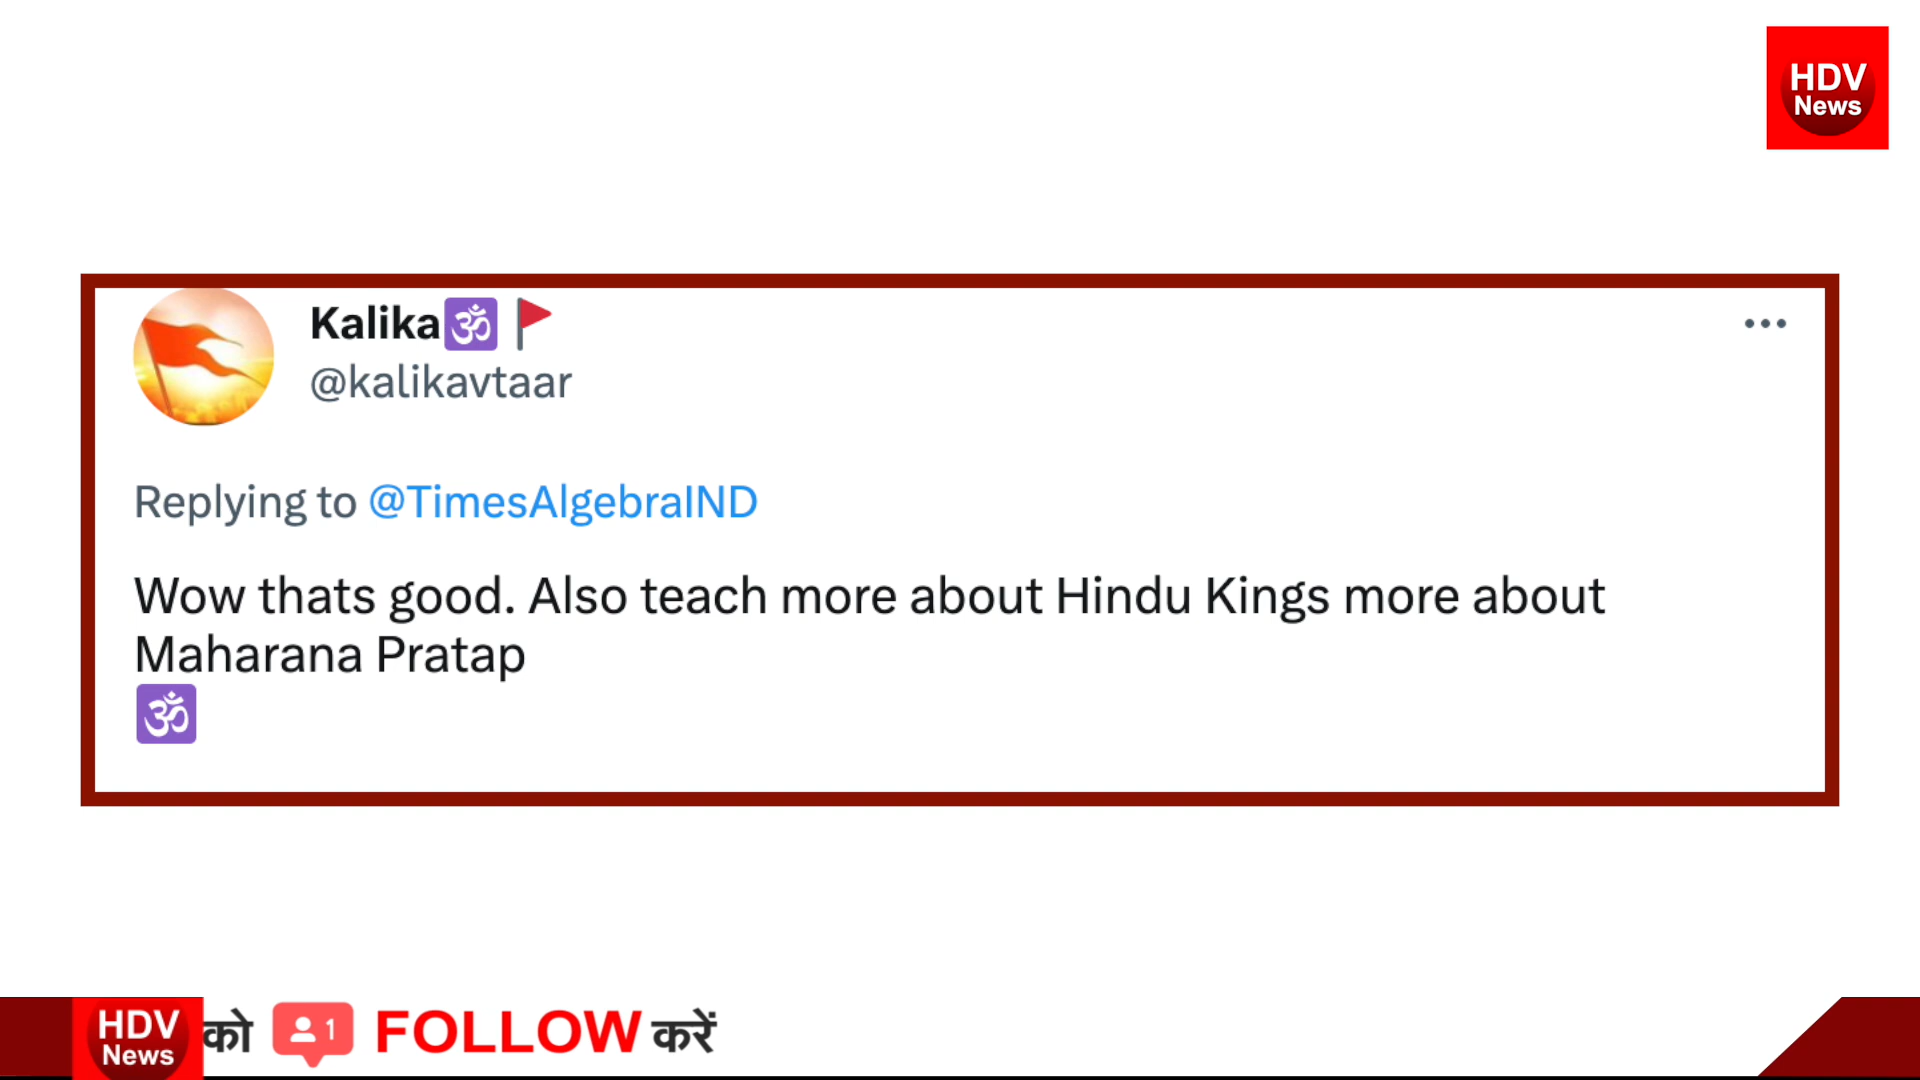 HDV
News
Kalika🕉️🚩
@kalikavtaar
Replying to @TimesAlgebraIND
Wow thats good. Also teach more about Hindu Kings more about
Maharana Pratap
🕉️
HDV
News
को 1 FOLLOW करें